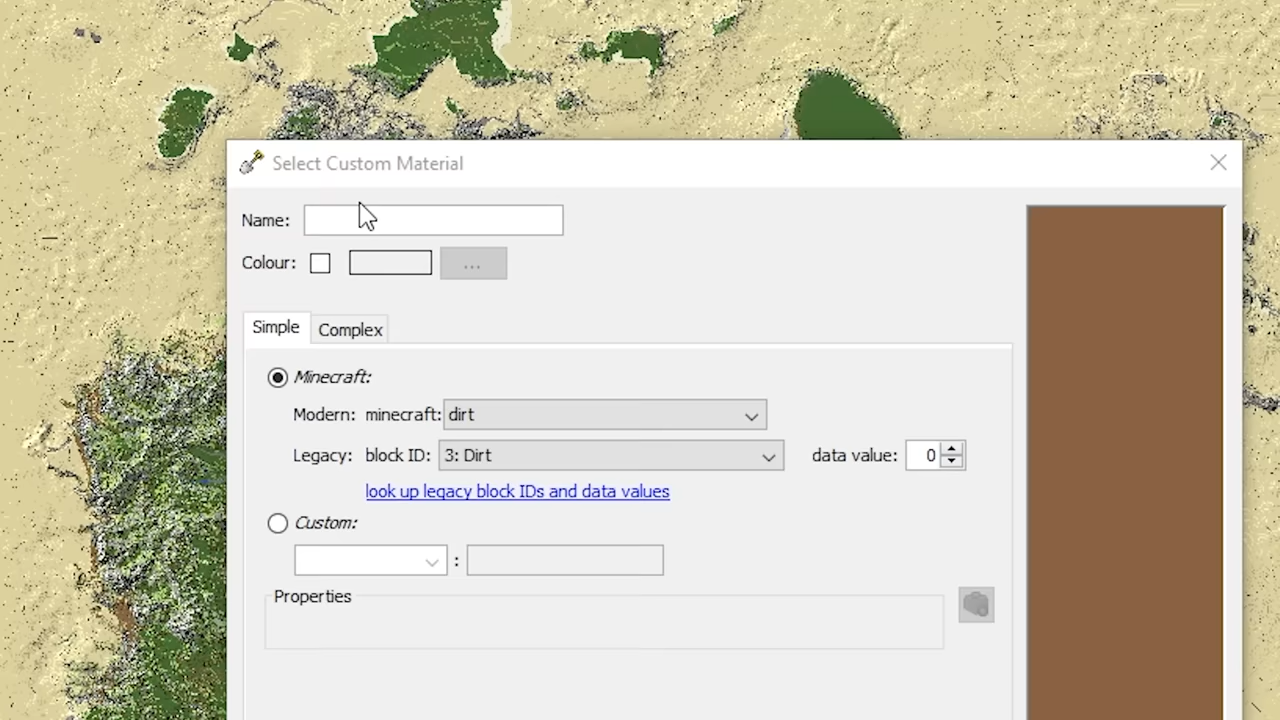 Select Custom Material
Name:
Colour: ...
Simple Complex
Minecraft:
Modern: minecraft: dirt
Legacy: block ID: 3: Dirt data value: 0
look up legacy block IDs and data values
Custom:
:
Properties